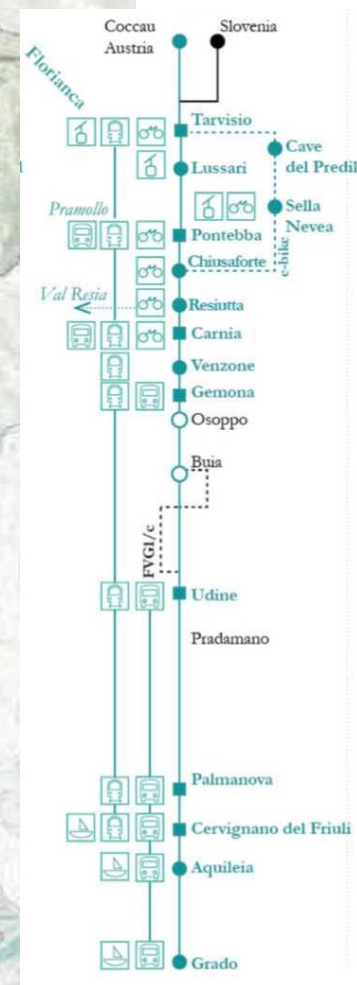 Coccau
Austria
Slovenia
Florianca
Tarvisio
Cave
del Predil
Lussari
Sella
Nevea
Pramollo
Pontebba
Chiusaforte
e-bike
Val Resia
Resiutta
Carnia
Venzone
Gemona
Osoppo
Buia
FVG1/c
Udine
Pradamano
Palmanova
Cervignano del Friuli
Aquileia
Grado